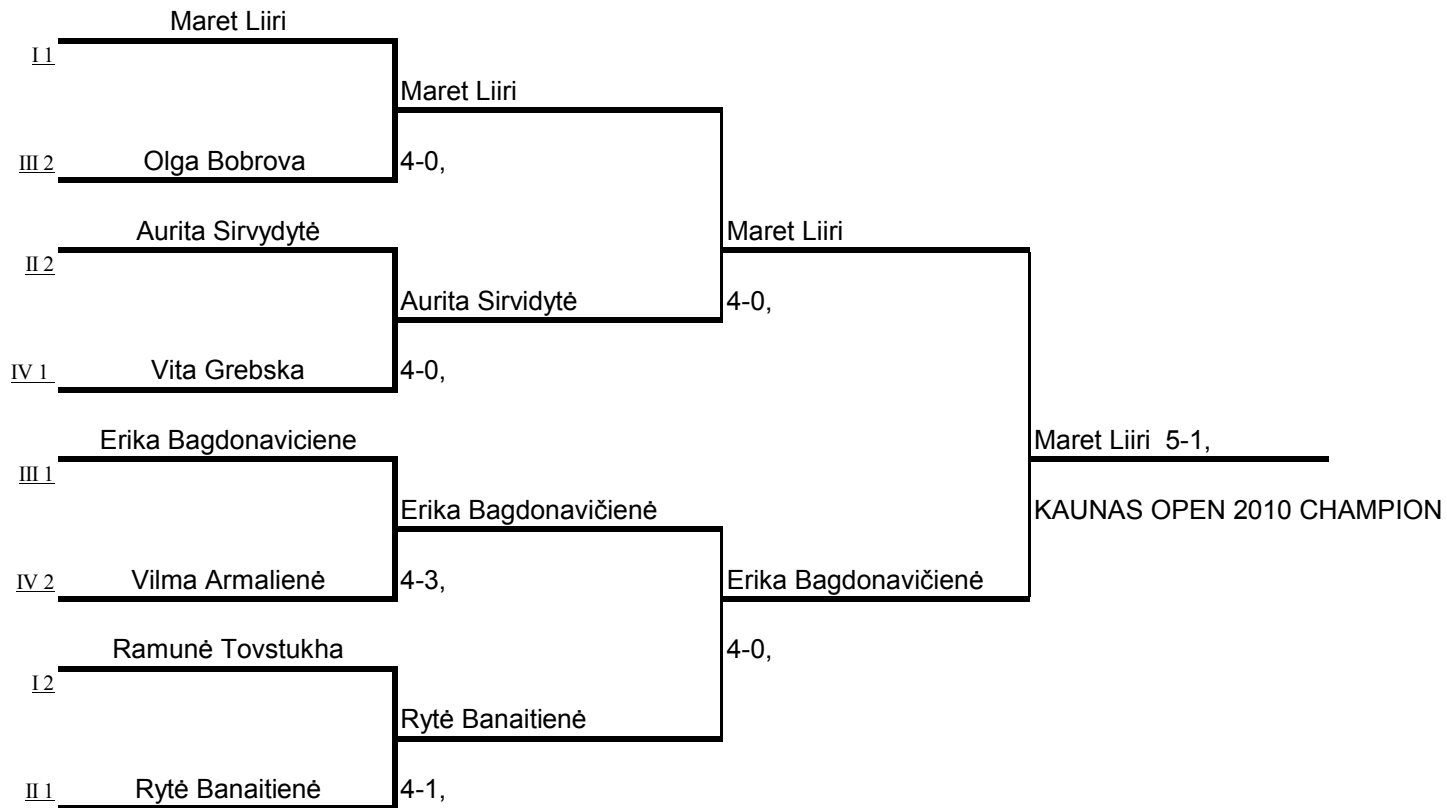 Maret Liiri
I 1
Maret Liiri
III 2 Olga Bobrova 4-0,
Aurita Sirvydytė Maret Liiri
II 2
Aurita Sirvidytė 4-0,
IV 1 Vita Grebska 4-0,
Erika Bagdonaviciene Maret Liiri 5-1,
III 1
Erika Bagdonavičienė KAUNAS OPEN 2010 CHAMPION
IV 2 Vilma Armalienė 4-3, Erika Bagdonavičienė
Ramunė Tovstukha 4-0,
I 2
Rytė Banaitienė
II 1 Rytė Banaitienė 4-1,